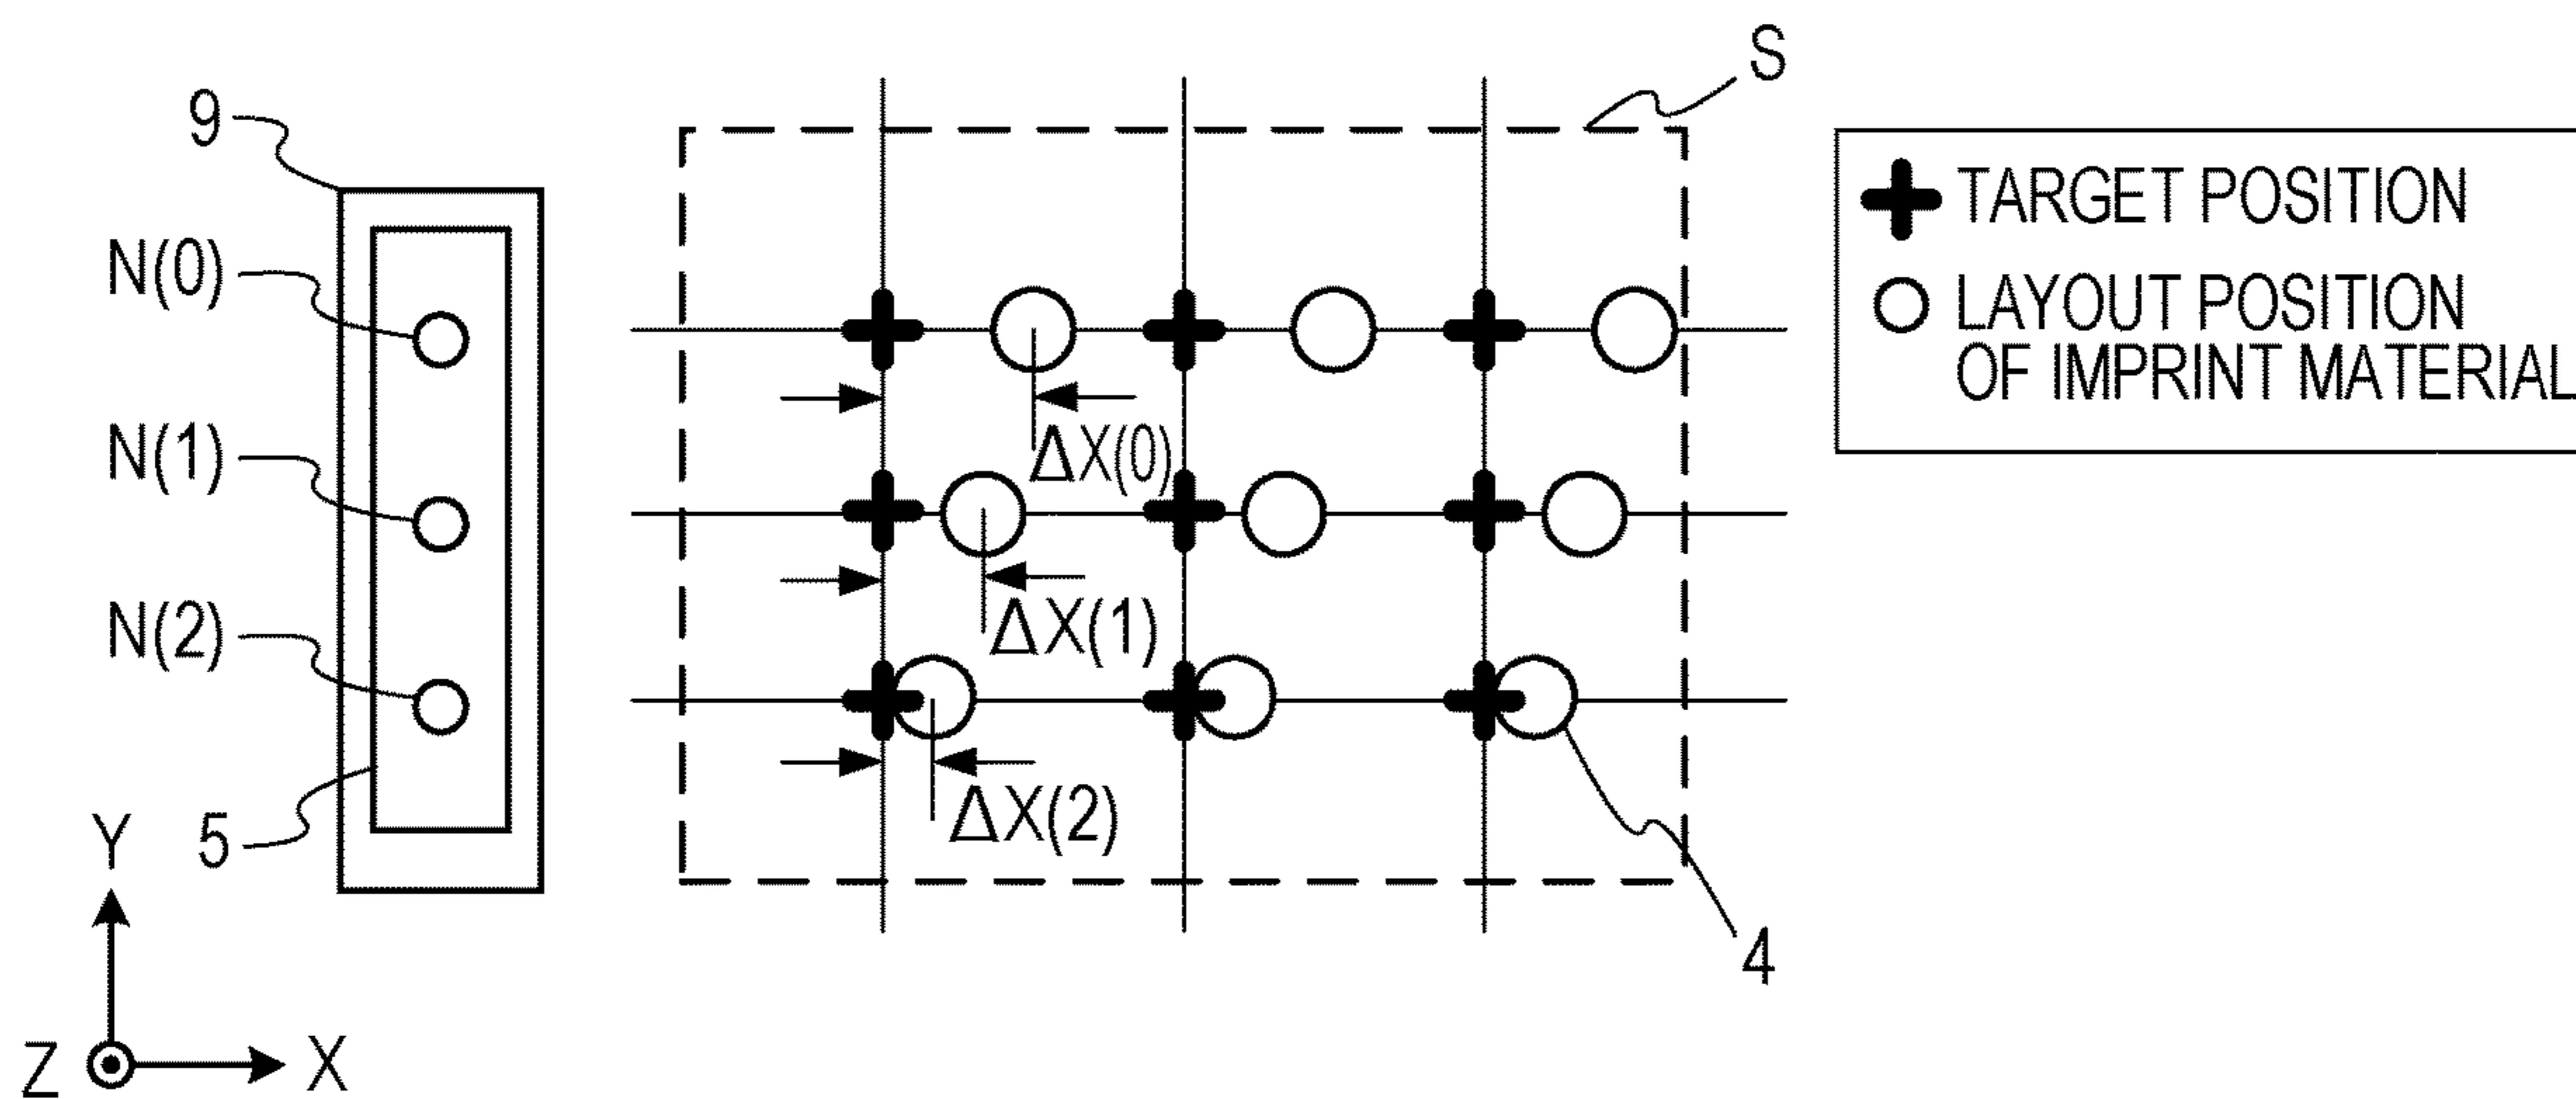 S
9
TARGET POSITION
N(0)
LAYOUT POSITION
OF IMPRINT MATERIAL
ΔX(0)
N(1)
ΔX(1)
N(2)
ΔX(2)
5
Y
4
Z
X